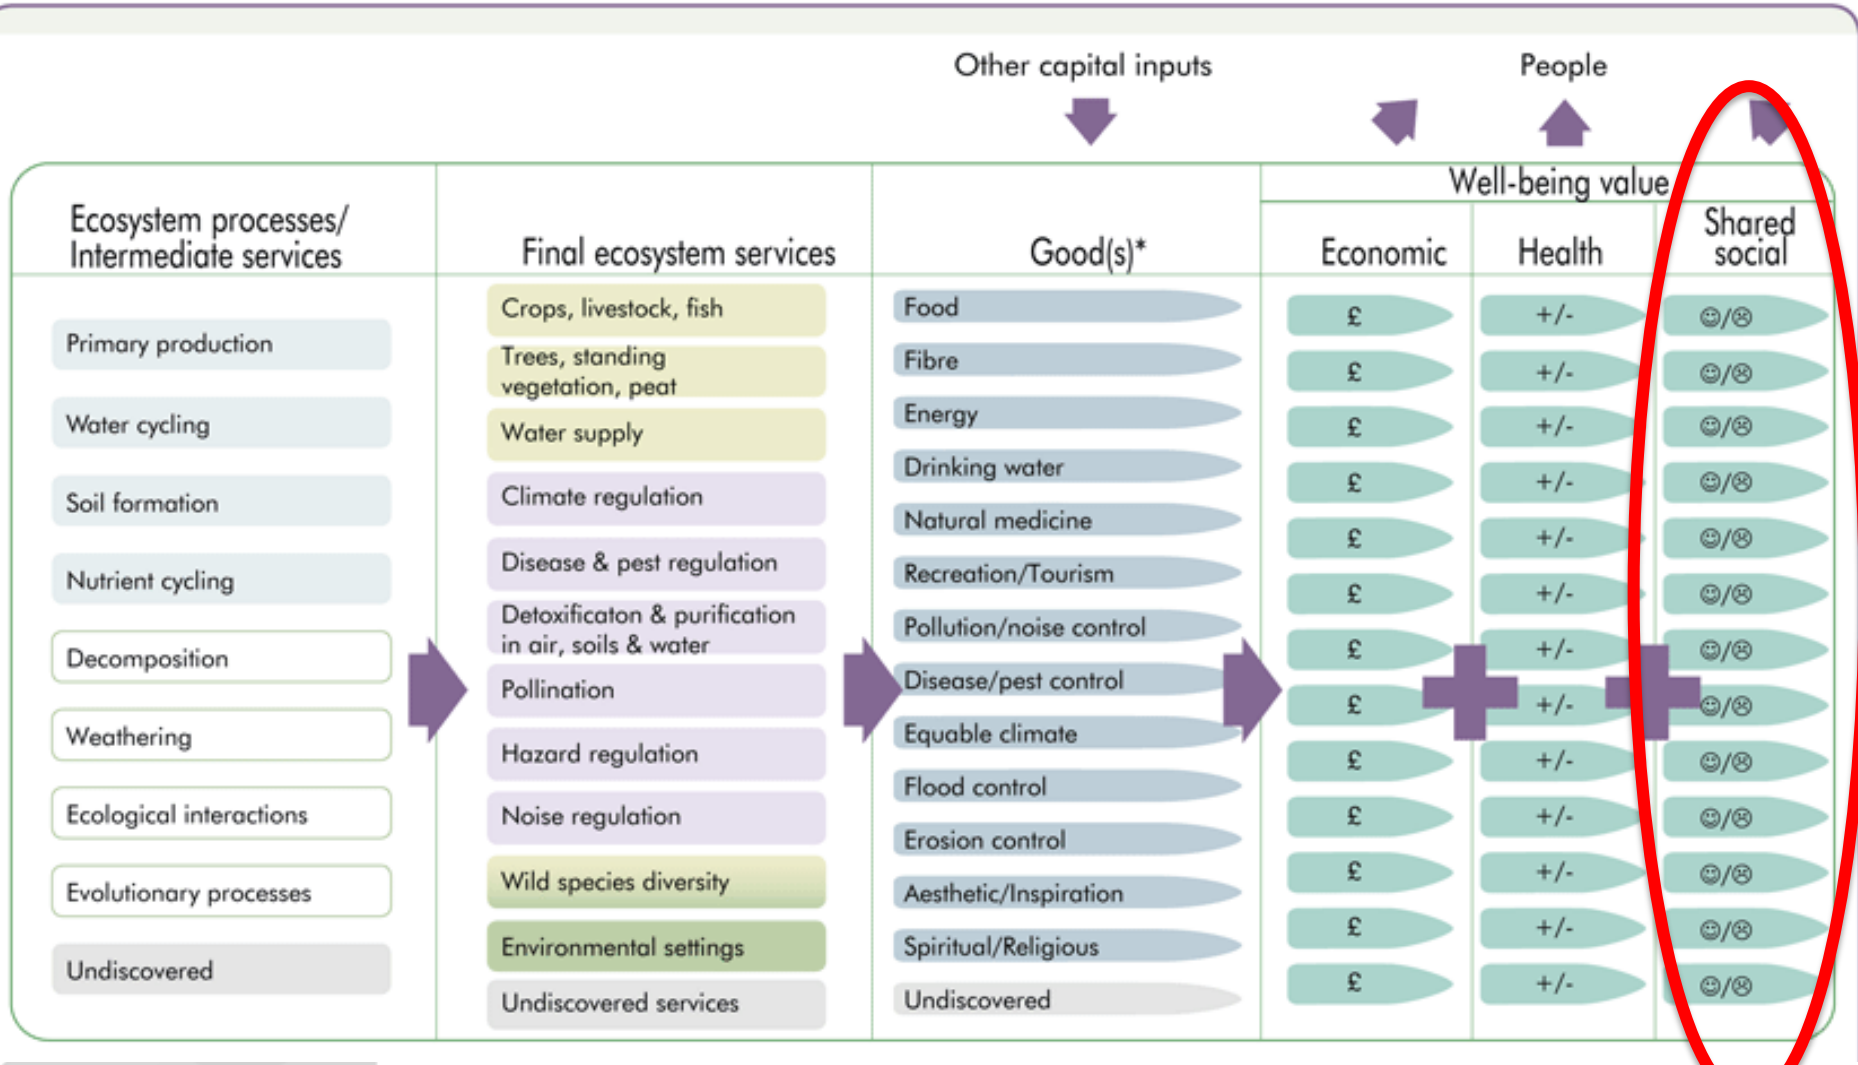 Other capital inputs
People
Well-being value
Ecosystem processes/
Intermediate services
Final ecosystem services
Good(s)*
Economic
Health
Shared
social
Primary production
Water cycling
Soil formation
Nutrient cycling
Decomposition
Weathering
Ecological interactions
Evolutionary processes
Undiscovered
Crops, livestock, fish
Trees, standing
vegetation, peat
Water supply
Climate regulation
Disease & pest regulation
Detoxificaton & purification
in air, soils & water
Pollination
Hazard regulation
Noise regulation
Wild species diversity
Environmental settings
Undiscovered services
Food
Fibre
Energy
Drinking water
Natural medicine
Recreation/Tourism
Pollution/noise control
Disease/pest control
Equable climate
Flood control
Erosion control
Aesthetic/Inspiration
Spiritual/Religious
Undiscovered
£ +/- ☺/☹
£ +/- ☺/☹
£ +/- ☺/☹
£ +/- ☺/☹
£ +/- ☺/☹
£ +/- ☺/☹
£ +/- ☺/☹
£ +/- ☺/☹
£ +/- ☺/☹
£ +/- ☺/☹
£ +/- ☺/☹
£ +/- ☺/☹
£ +/- ☺/☹